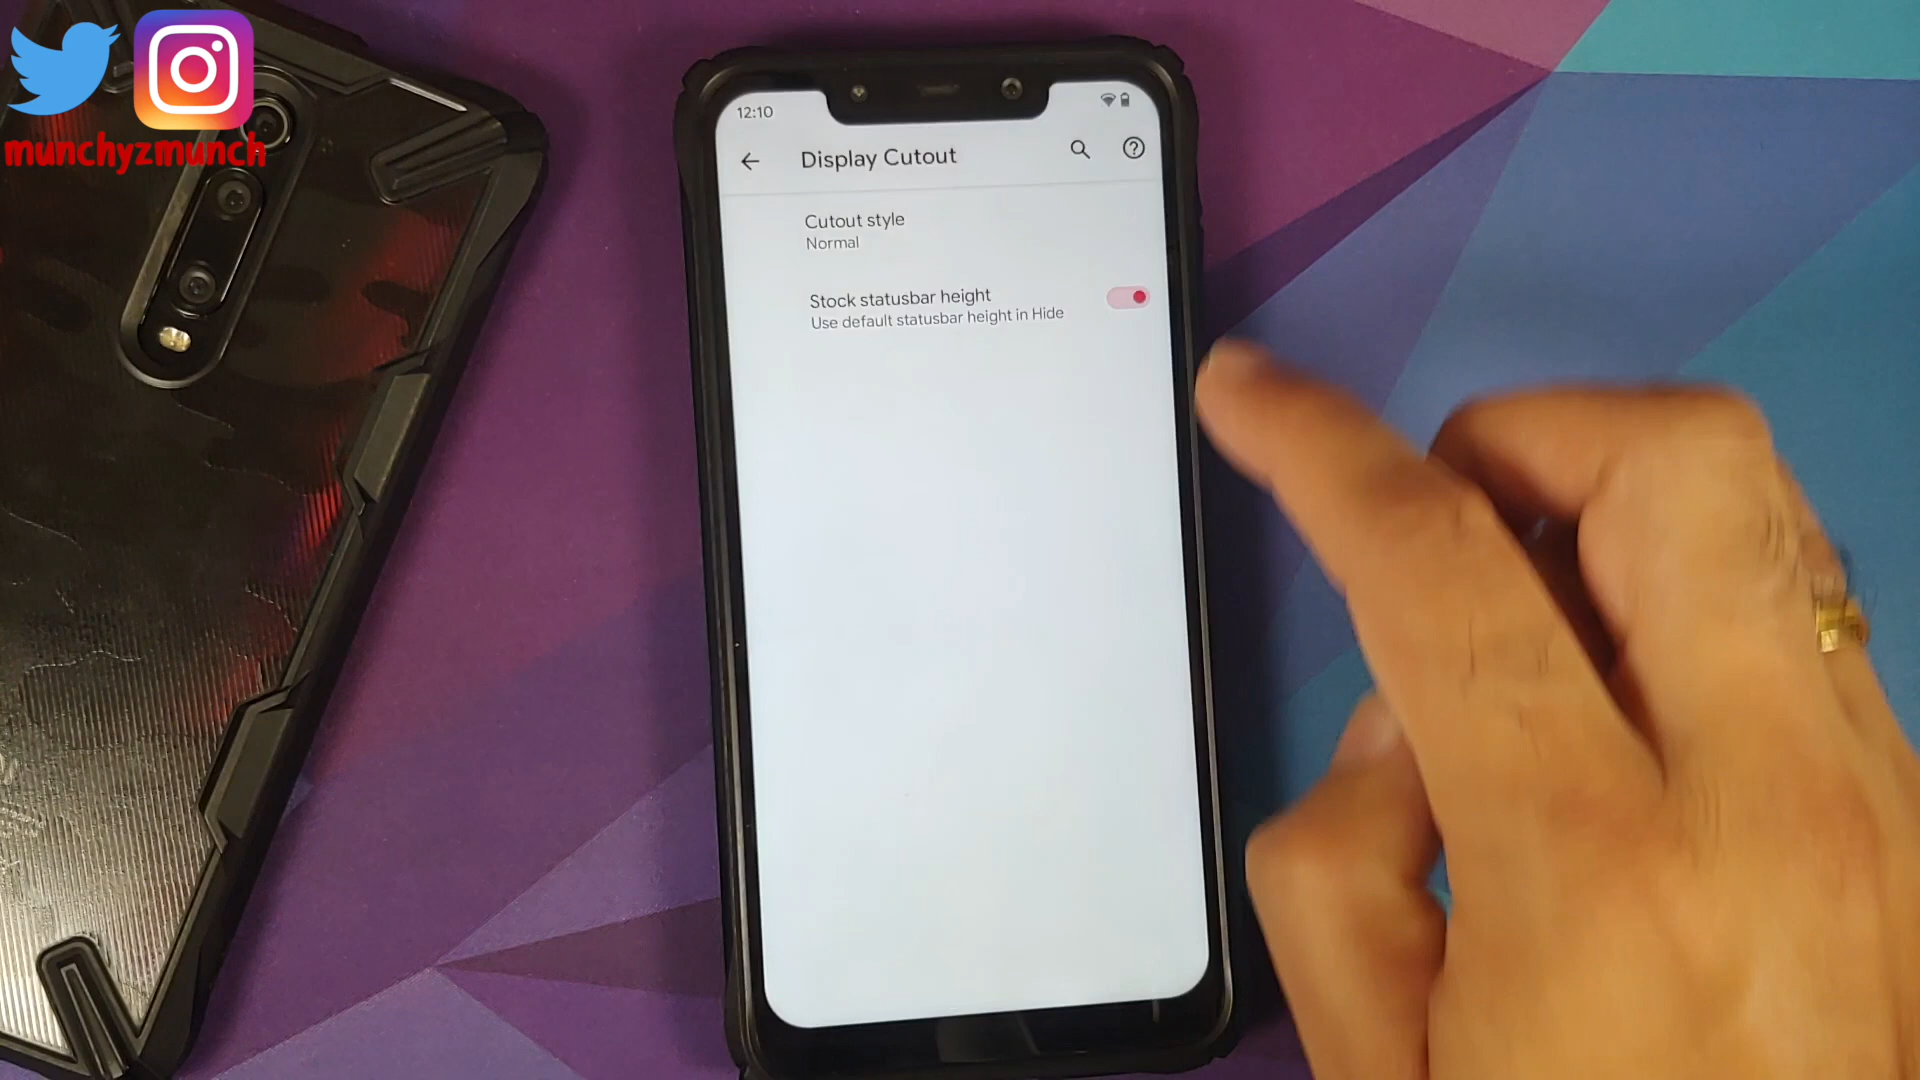 munchyzmunch
12:10
Display Cutout
Cutout style
Normal
Stock statusbar height
Use default statusbar height in Hide